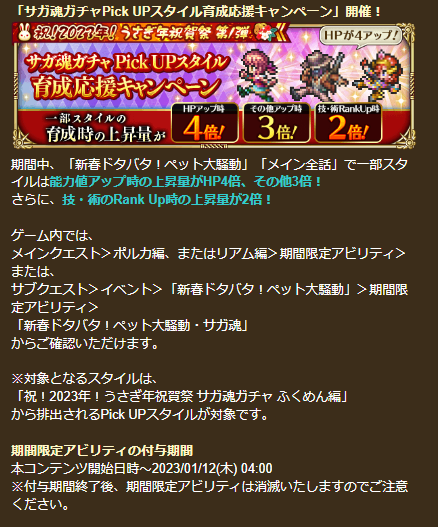 「サガ魂ガチャPick UPスタイル育成応援キャンペーン」開催！
祝！2023年！うさぎ年祝賀祭 第1弾
HPが4アップ！
サガ魂ガチャ Pick UPスタイル
育成応援キャンペーン
一部スタイルの
育成時の上昇量が
HPアップ時
4倍！
その他アップ時
3倍！
技・術RankUp時
2倍！
期間中、「新春ドタバタ！ペット大騒動」「メイン全話」で一部スタ
イルは能力値アップ時の上昇量がHP4倍、その他3倍！
さらに、技・術のRank Up時の上昇量が2倍！
ゲーム内では、
メインクエスト＞ポルカ編、またはリアム編＞期間限定アビリティ＞
または、
サブクエスト＞イベント＞「新春ドタバタ！ペット大騒動」＞期間限
定アビリティ＞
「新春ドタバタ！ペット大騒動・サガ魂」
からご確認いただけます。
※対象となるスタイルは、
「祝！2023年！うさぎ年祝賀祭 サガ魂ガチャ ふくめん編」
から排出されるPick UPスタイルが対象です。
期間限定アビリティの付与期間
本コンテンツ開始日時～2023/01/12(木) 04:00
※付与期間終了後、期間限定アビリティは消滅いたしますのでご注意
ください。